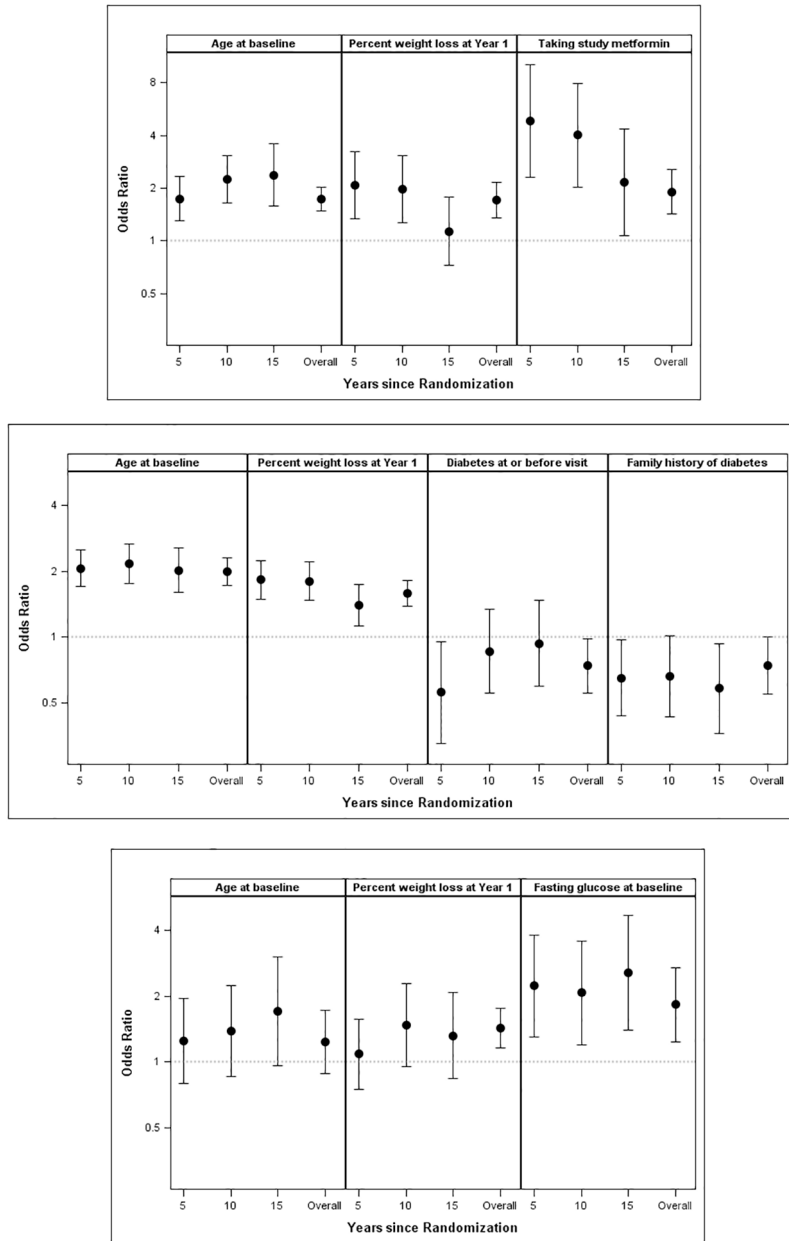 Age at baseline Percent weight loss at Year 1 Taking study metformin
8
4
2
1
0.5
Odds Ratio
5 10 15 Overall 5 10 15 Overall 5 10 15 Overall
Years since Randomization
Age at baseline Percent weight loss at Year 1 Diabetes at or before visit Family history of diabetes
4
2
1
0.5
Odds Ratio
5 10 15 Overall 5 10 15 Overall 5 10 15 Overall 5 10 15 Overall
Years since Randomization
Age at baseline Percent weight loss at Year 1 Fasting glucose at baseline
4
2
1
0.5
Odds Ratio
5 10 15 Overall 5 10 15 Overall 5 10 15 Overall
Years since Randomization